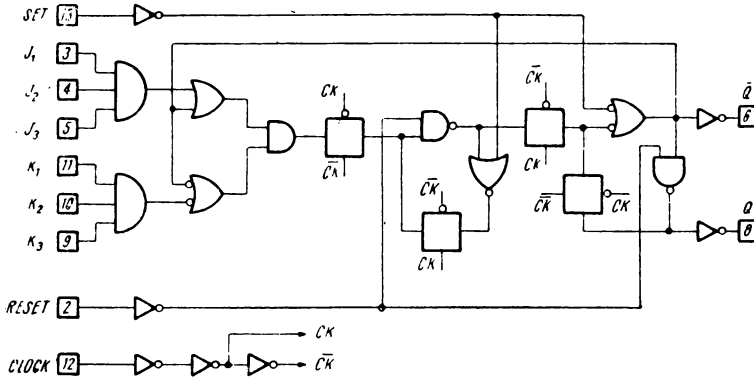 SET 13
J₁ 3
J₂ 4
J₃ 5
K₁ 11
K₂ 10
K₃ 9
RESET 2
CLOCK 12
CK
C̅K̅
C̅K̅
CK
C̅K̅
CK
C̅K̅
CK
C̅K̅
CK
Q̅
6
Q
8